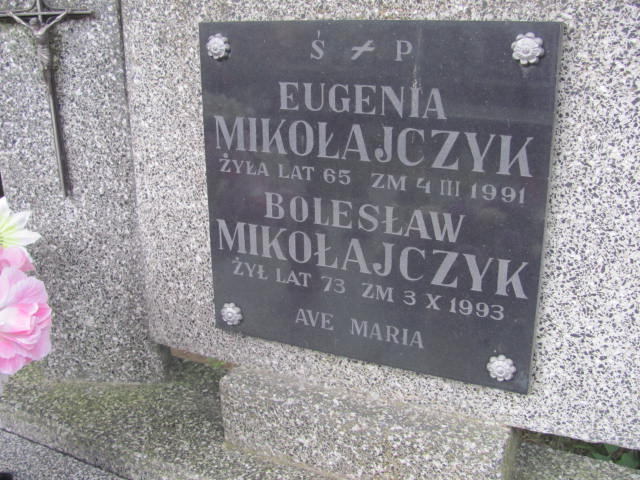 Ś P
EUGENIA
MIKOŁAJCZYK
ŻYŁA LAT 65 ZM 4 III 1991
BOLESŁAW
MIKOŁAJCZYK
ŻYŁ LAT 73 ZM 3 X 1993
AVE MARIA